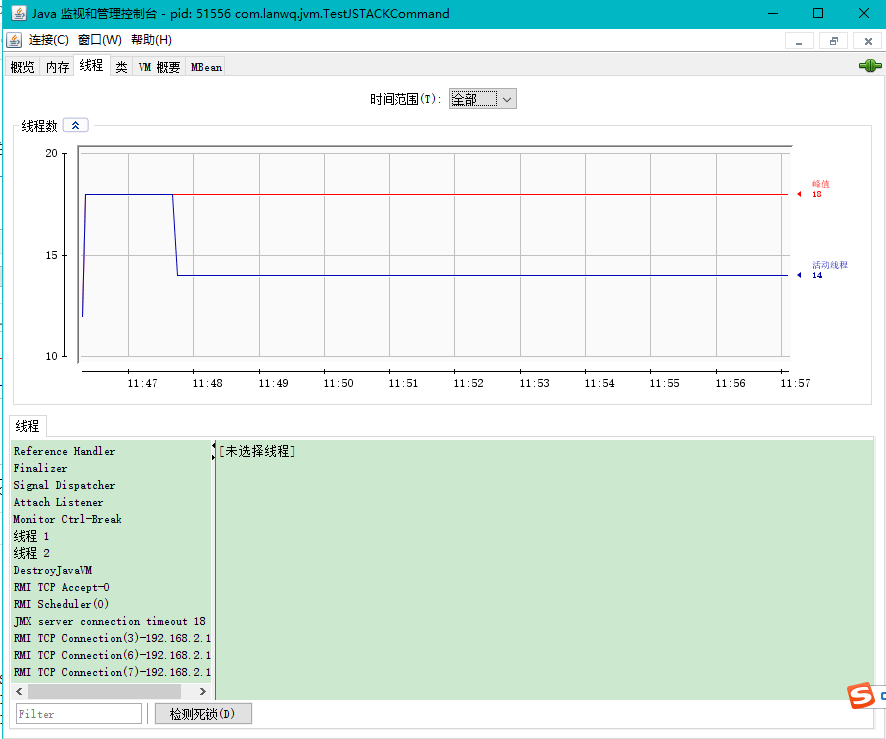 Java 监视和管理控制台 - pid: 51556 com.lanwq.jvm.TestJSTACKCommand
连接(C) 窗口(W) 帮助(H)
概览 内存 线程 类 VM 概要 MBean
时间范围(T): 全部
线程数
20
15
10
峰值
18
活动线程
14
11:47 11:48 11:49 11:50 11:51 11:52 11:53 11:54 11:55 11:56 11:57
线程
Reference Handler
Finalizer
Signal Dispatcher
Attach Listener
Monitor Ctrl-Break
线程 1
线程 2
DestroyJavaVM
RMI TCP Accept-0
RMI Scheduler(0)
JMX server connection timeout 18
RMI TCP Connection(3)-192.168.2.1
RMI TCP Connection(6)-192.168.2.1
RMI TCP Connection(7)-192.168.2.1
[未选择线程]
Filter
检测死锁(D)